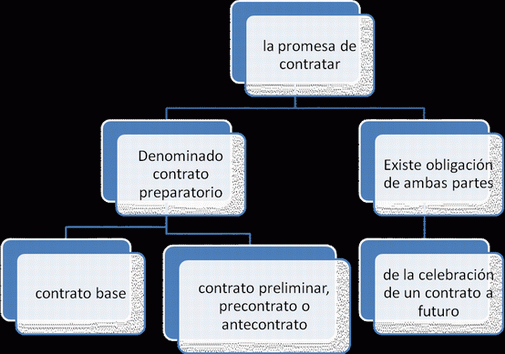 la promesa de
contratar
Denominado
contrato
preparatorio
Existe obligación
de ambas partes
contrato base
contrato preliminar,
precontrato o
antecontrato
de la celebración
de un contrato a
futuro